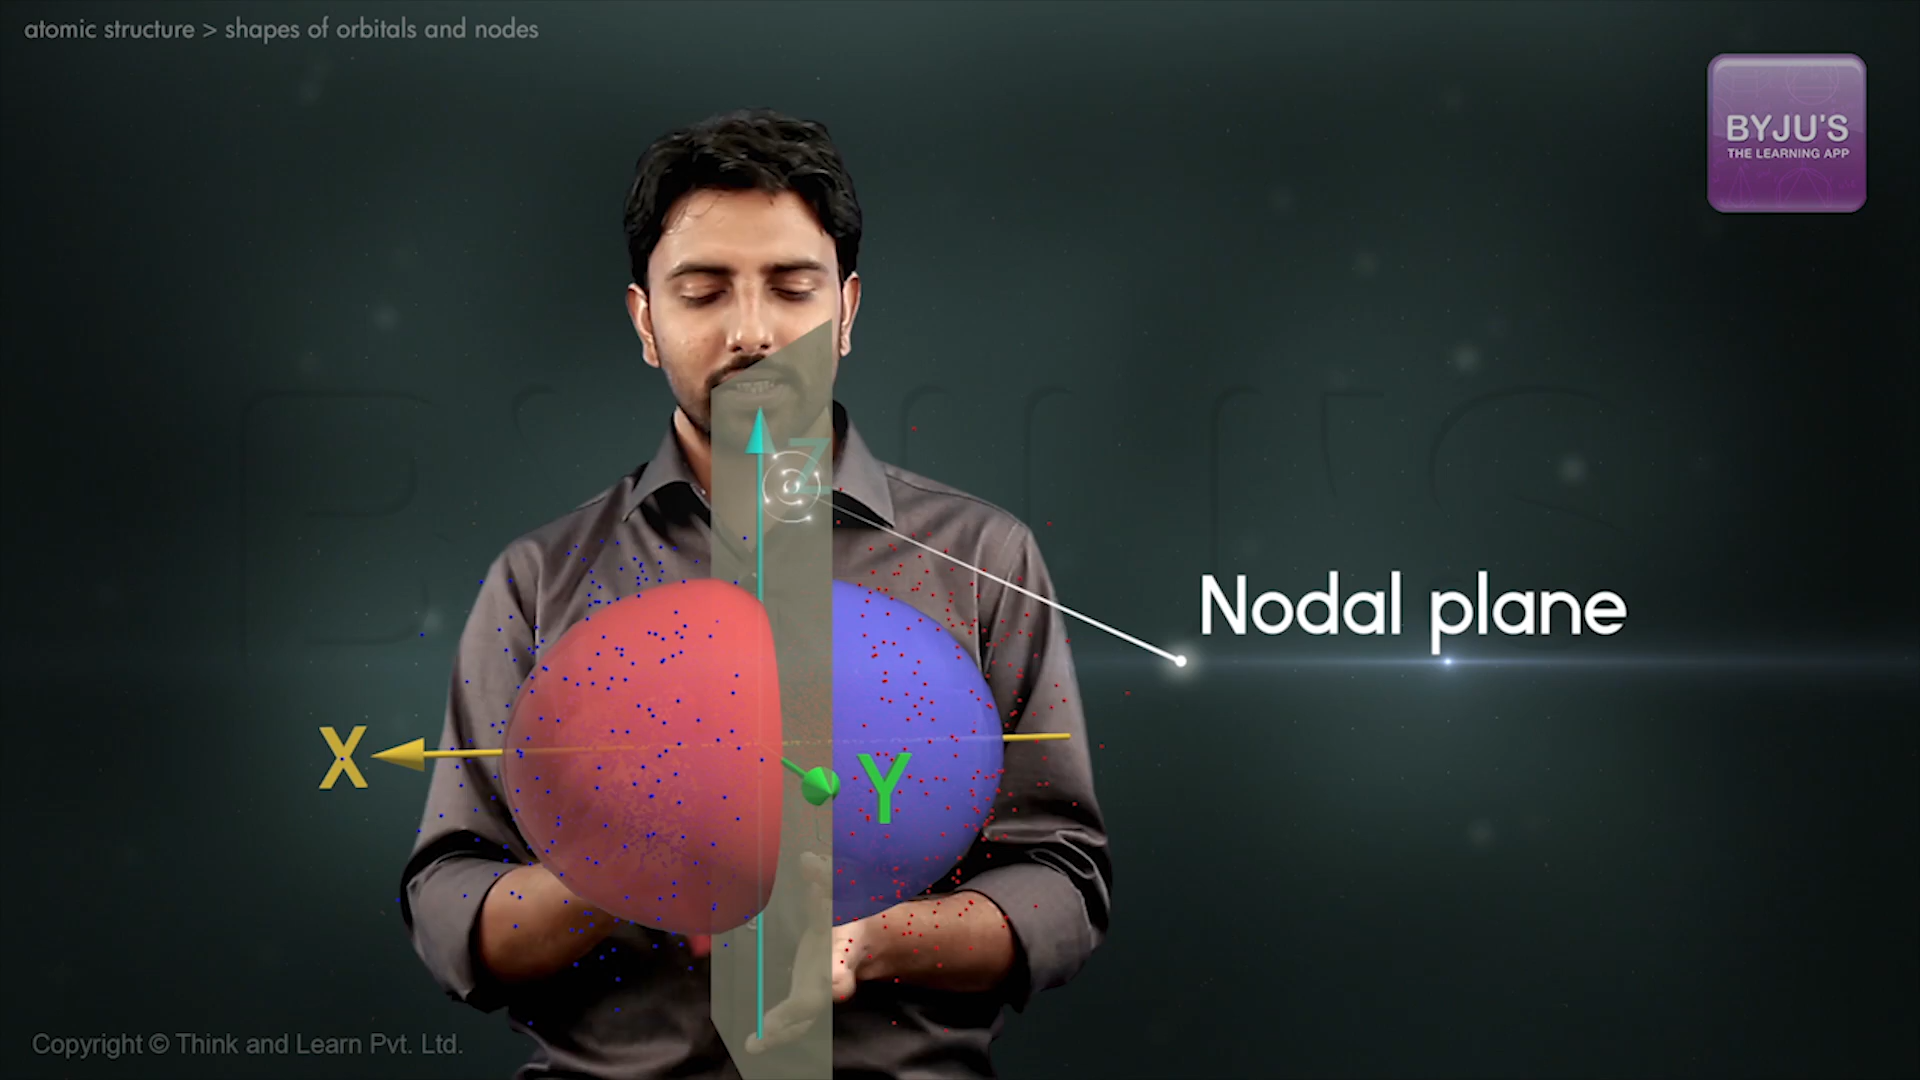 atomic structure > shapes of orbitals and nodes
BYJU'S
THE LEARNING APP
Z
Nodal plane
X
Y
Copyright © Think and Learn Pvt. Ltd.